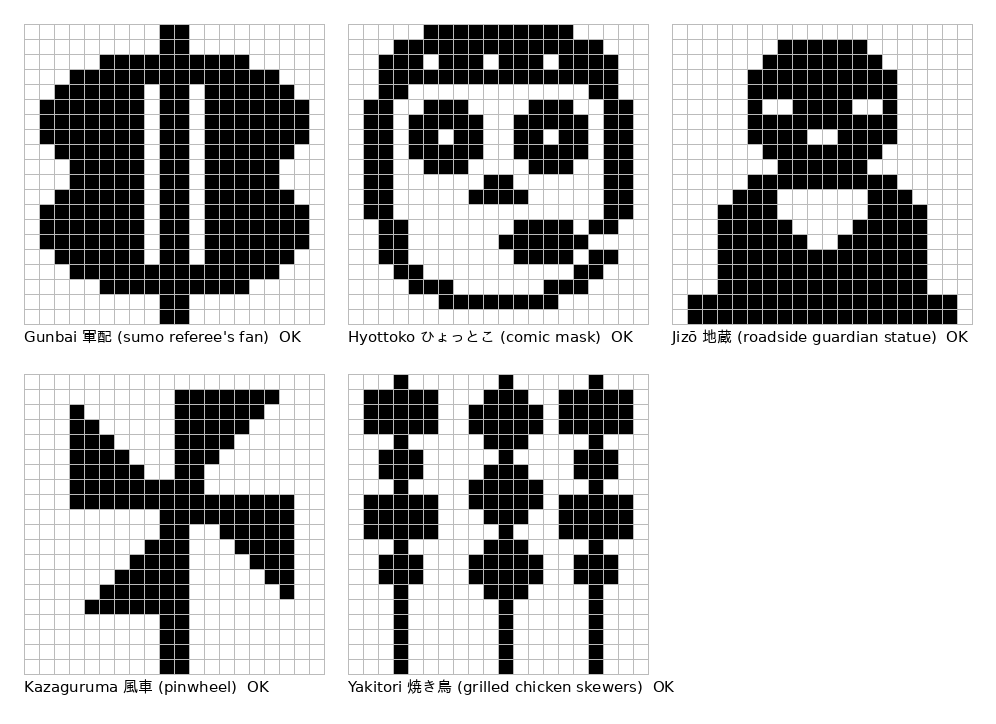 Gunbai 軍配 (sumo referee's fan)  OK
Hyottoko ひょっとこ (comic mask)  OK
Jizō 地蔵 (roadside guardian statue)  OK
Kazaguruma 風車 (pinwheel)  OK
Yakitori 焼き鳥 (grilled chicken skewers)  OK